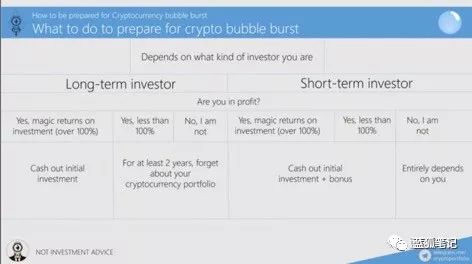 How to be prepared for Cryptocurrency bubble burst
What to do to prepare for crypto bubble burst
Depends on what kind of investor you are
Long-term investor
Short-term investor
Are you in profit?
Yes, magic returns on
investment (over 100%)
Yes, less than
100%
No, I am
not
Yes, magic returns on
investment (over 100%)
Yes, less than
100%
No, I am
not
Cash out initial
investment
For at least 2 years, forget
about your
cryptocurrency portfolio
Cash out initial
investment + bonus
Entirely depends
on you
NOT INVESTMENT ADVICE
蓝狐笔记
cryptoportfolio